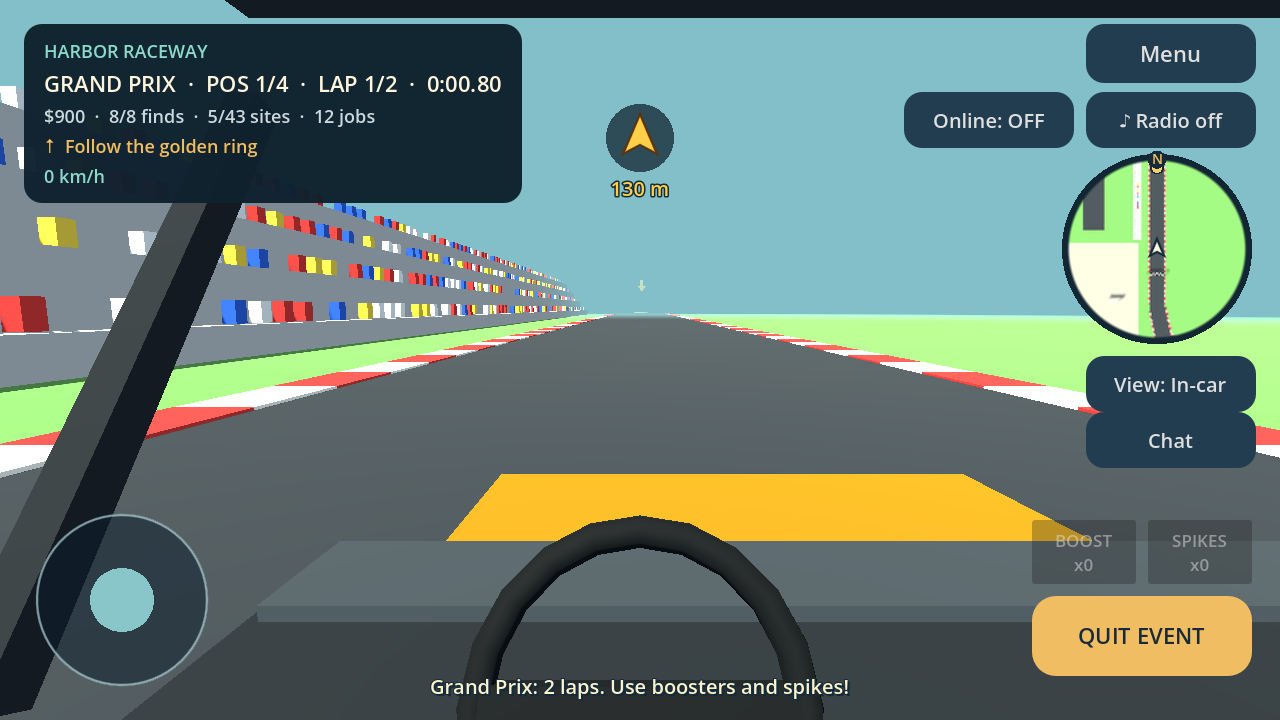 HARBOR RACEWAY
GRAND PRIX · POS 1/4 · LAP 1/2 · 0:00.80
$900 · 8/8 finds · 5/43 sites · 12 jobs
↑ Follow the golden ring
0 km/h
130 m
Menu
Online: OFF
♪ Radio off
N
View: In-car
Chat
BOOST
x0
SPIKES
x0
QUIT EVENT
Grand Prix: 2 laps. Use boosters and spikes!